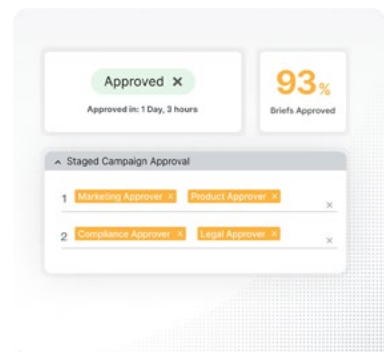 Approved ×
Approved in: 1 Day, 3 hours
93%
Briefs Approved
Staged Campaign Approval
1 Marketing Approver × Product Approver × ×
2 Compliance Approver × Legal Approver × ×